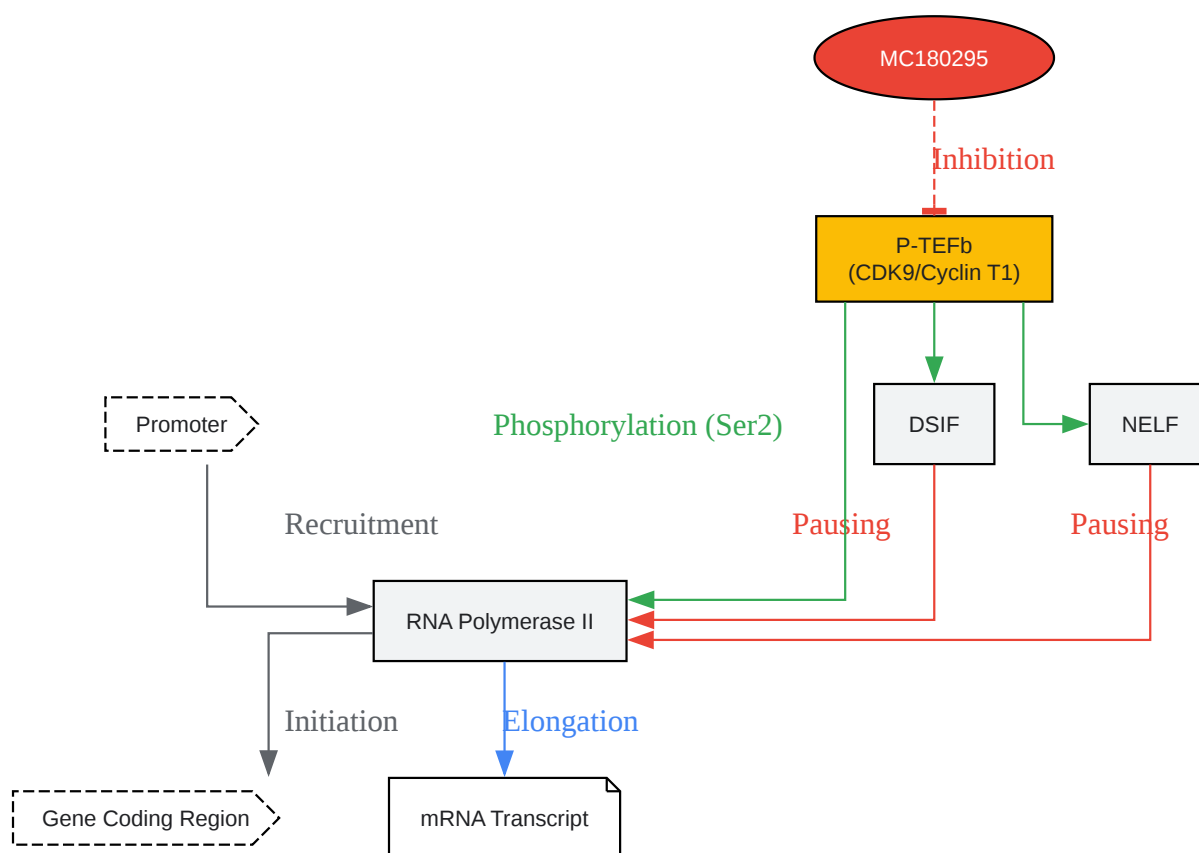 MC180295
Inhibition
P-TEFb
(CDK9/Cyclin T1)
Promoter
Phosphorylation (Ser2)
DSIF
NELF
Recruitment
Pausing
Pausing
RNA Polymerase II
Initiation
Elongation
Gene Coding Region
mRNA Transcript